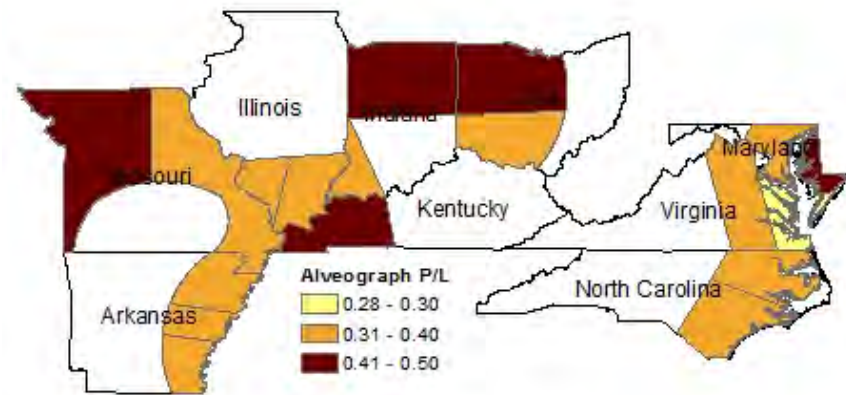 Illinois
Indiana
Maryland
Kentucky
Virginia
Alveograph P/L
0.28 - 0.30
North Carolina
0.31 - 0.40
Arkansas
0.41 - 0.50